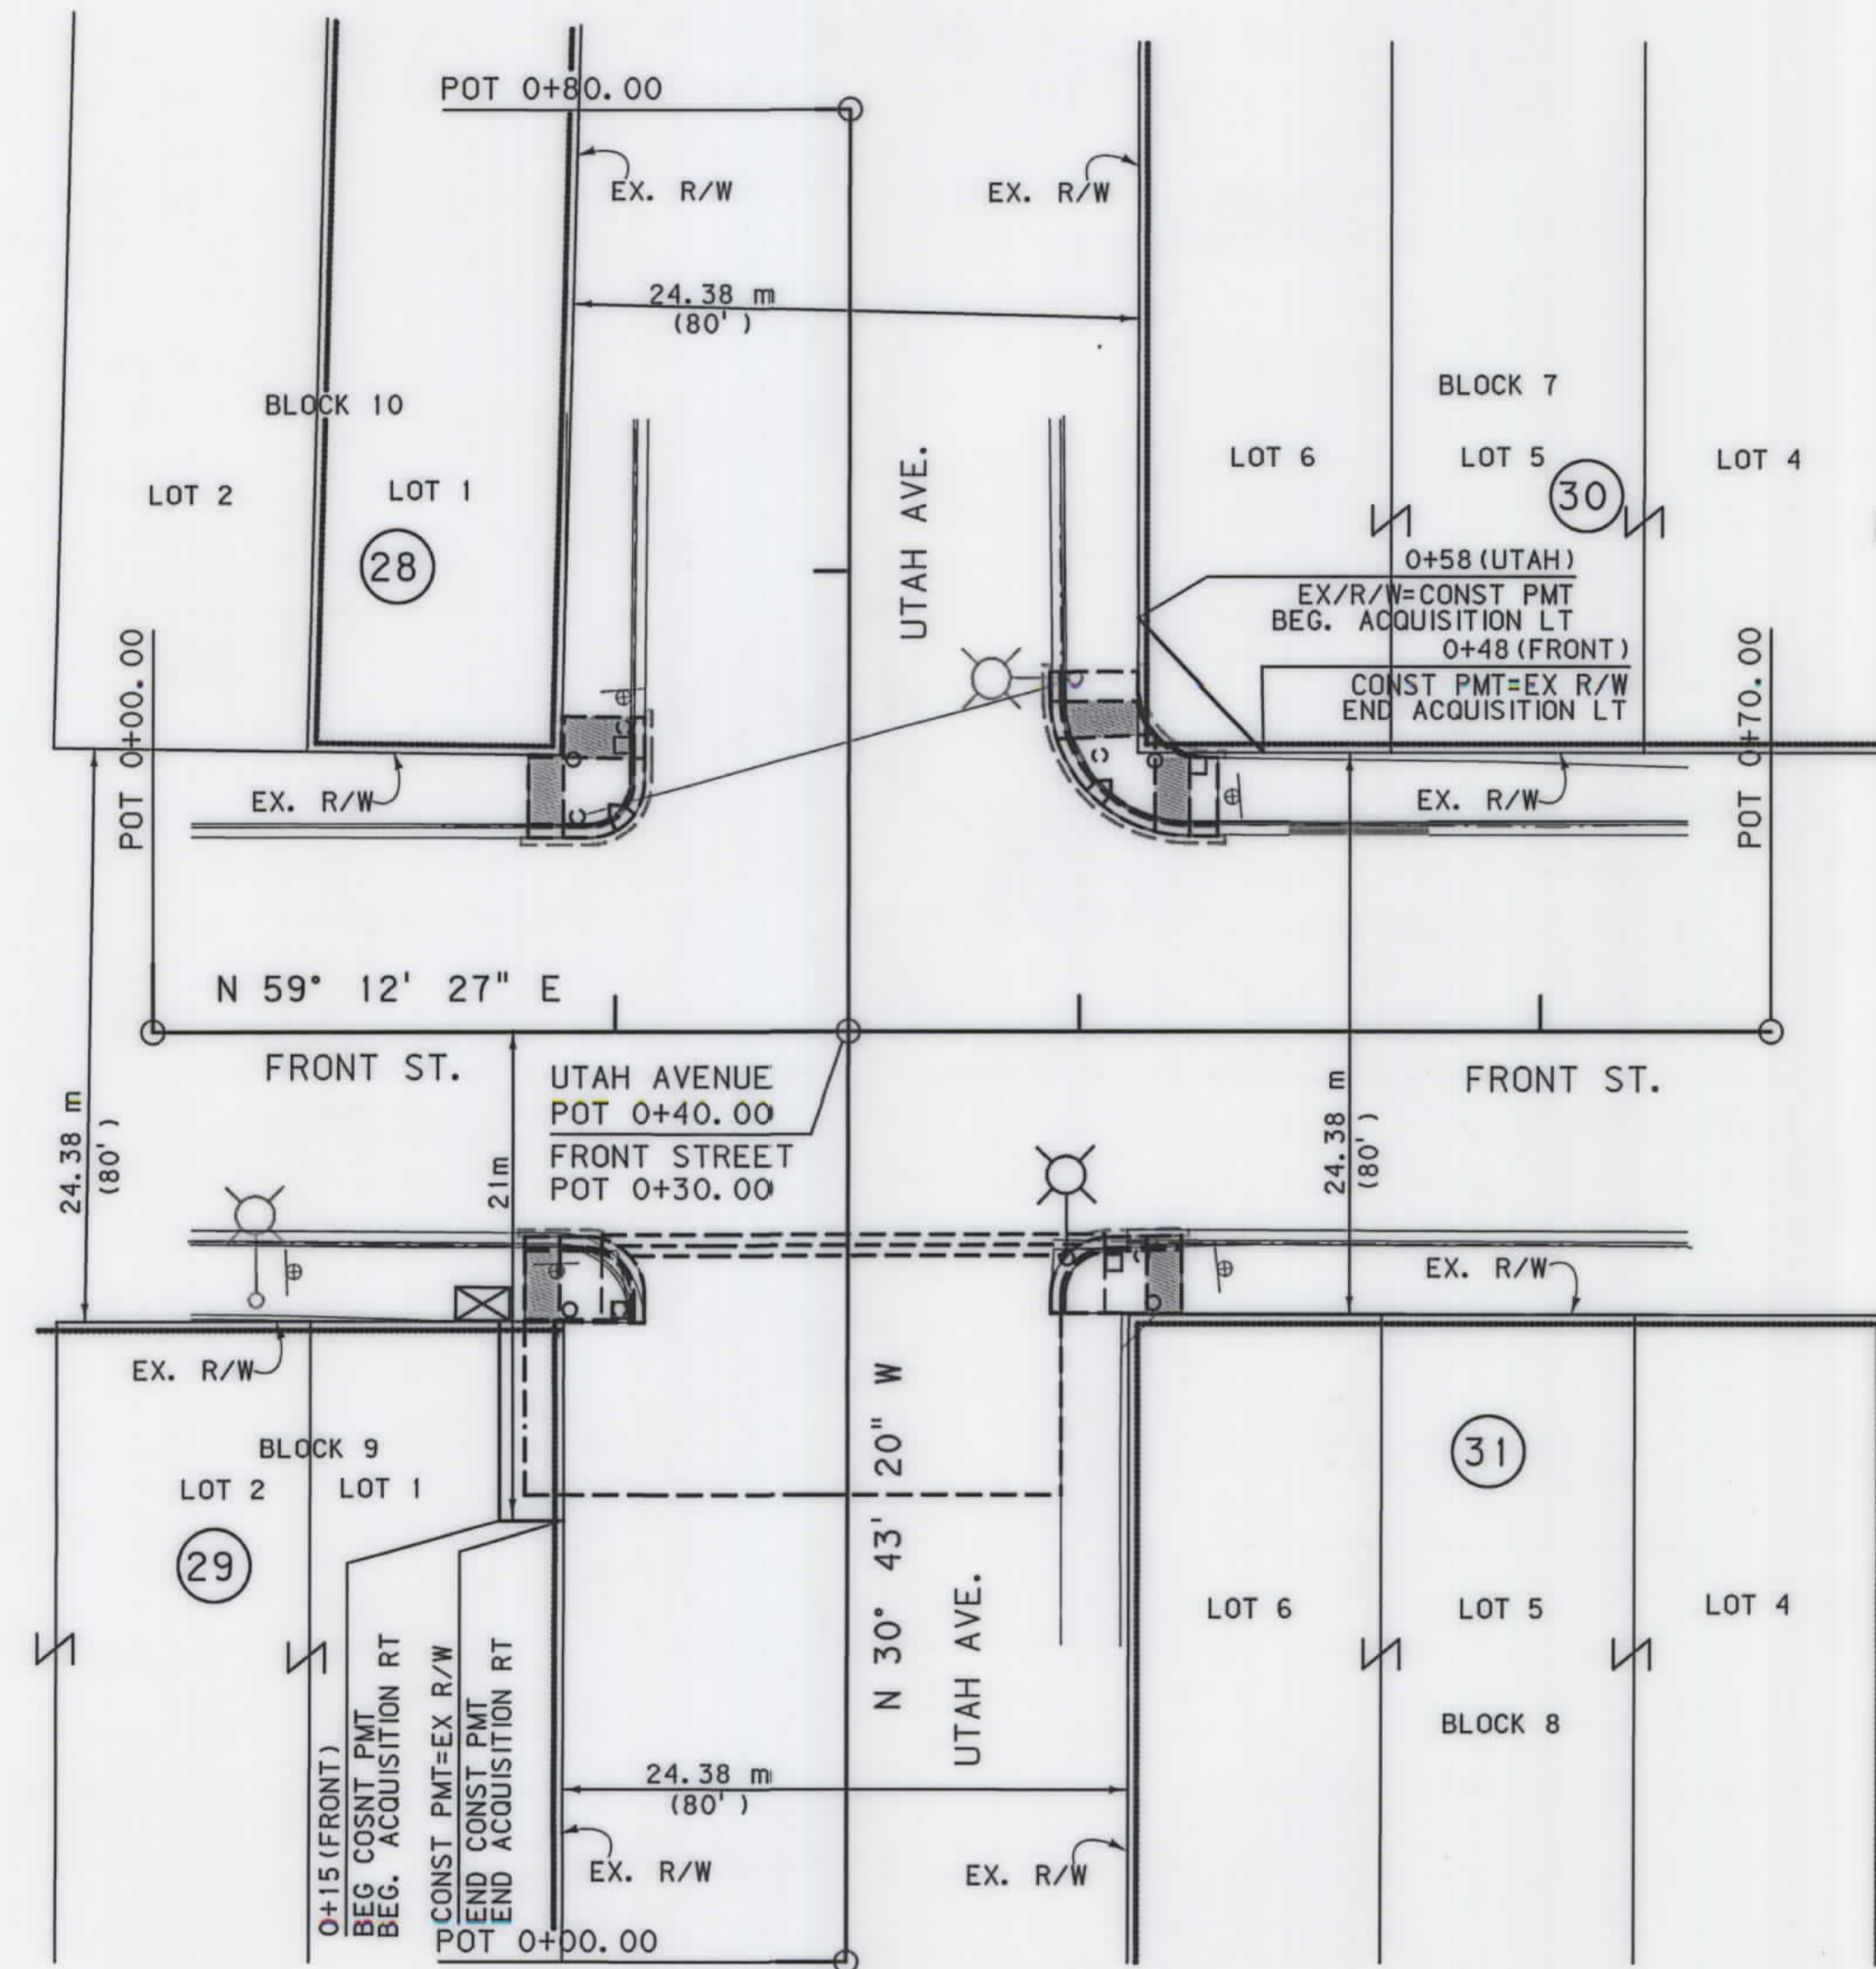 POT 0+80.00
EX. R/W
EX. R/W
24.38 m
(80')
BLOCK 10
BLOCK 7
LOT 2
LOT 1
28
UTAH AVE.
LOT 6
LOT 5
LOT 4
30
0+58(UTAH)
EX/R/W=CONST PMT
BEG. ACQUISITION LT
0+48(FRONT)
CONST PMT=EX R/W
END ACQUISITION LT
POT 0+00.00
POT 0+70.00
EX. R/W
EX. R/W
N 59° 12' 27" E
FRONT ST.
FRONT ST.
UTAH AVENUE
POT 0+40.00
FRONT STREET
POT 0+30.00
24.38 m
(80')
21m
24.38 m
(80')
EX. R/W
EX. R/W
BLOCK 9
LOT 2
LOT 1
29
31
N 30° 43' 20" W
UTAH AVE.
LOT 6
LOT 5
LOT 4
BLOCK 8
0+15(FRONT)
BEG COSNT PMT
BEG. ACQUISITION RT
CONST PMT=EX R/W
END CONST PMT
END ACQUISITION RT
24.38 m
(80')
EX. R/W
EX. R/W
POT 0+00.00